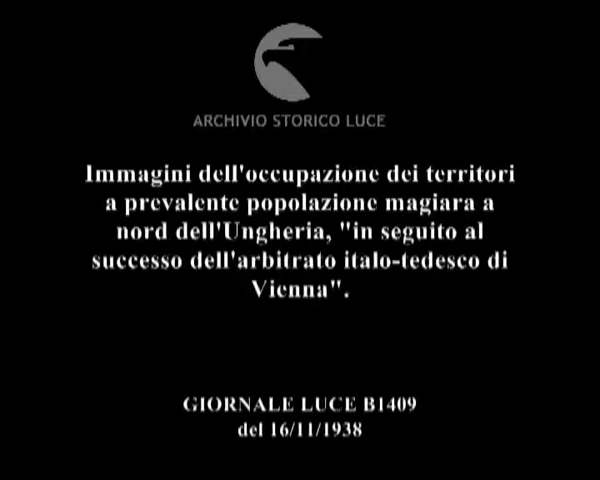 ARCHIVIO STORICO LUCE
Immagini dell'occupazione dei territori
a prevalente popolazione magiara a
nord dell'Ungheria, "in seguito al
successo dell'arbitrato italo-tedesco di
Vienna".
GIORNALE LUCE B1409
del 16/11/1938